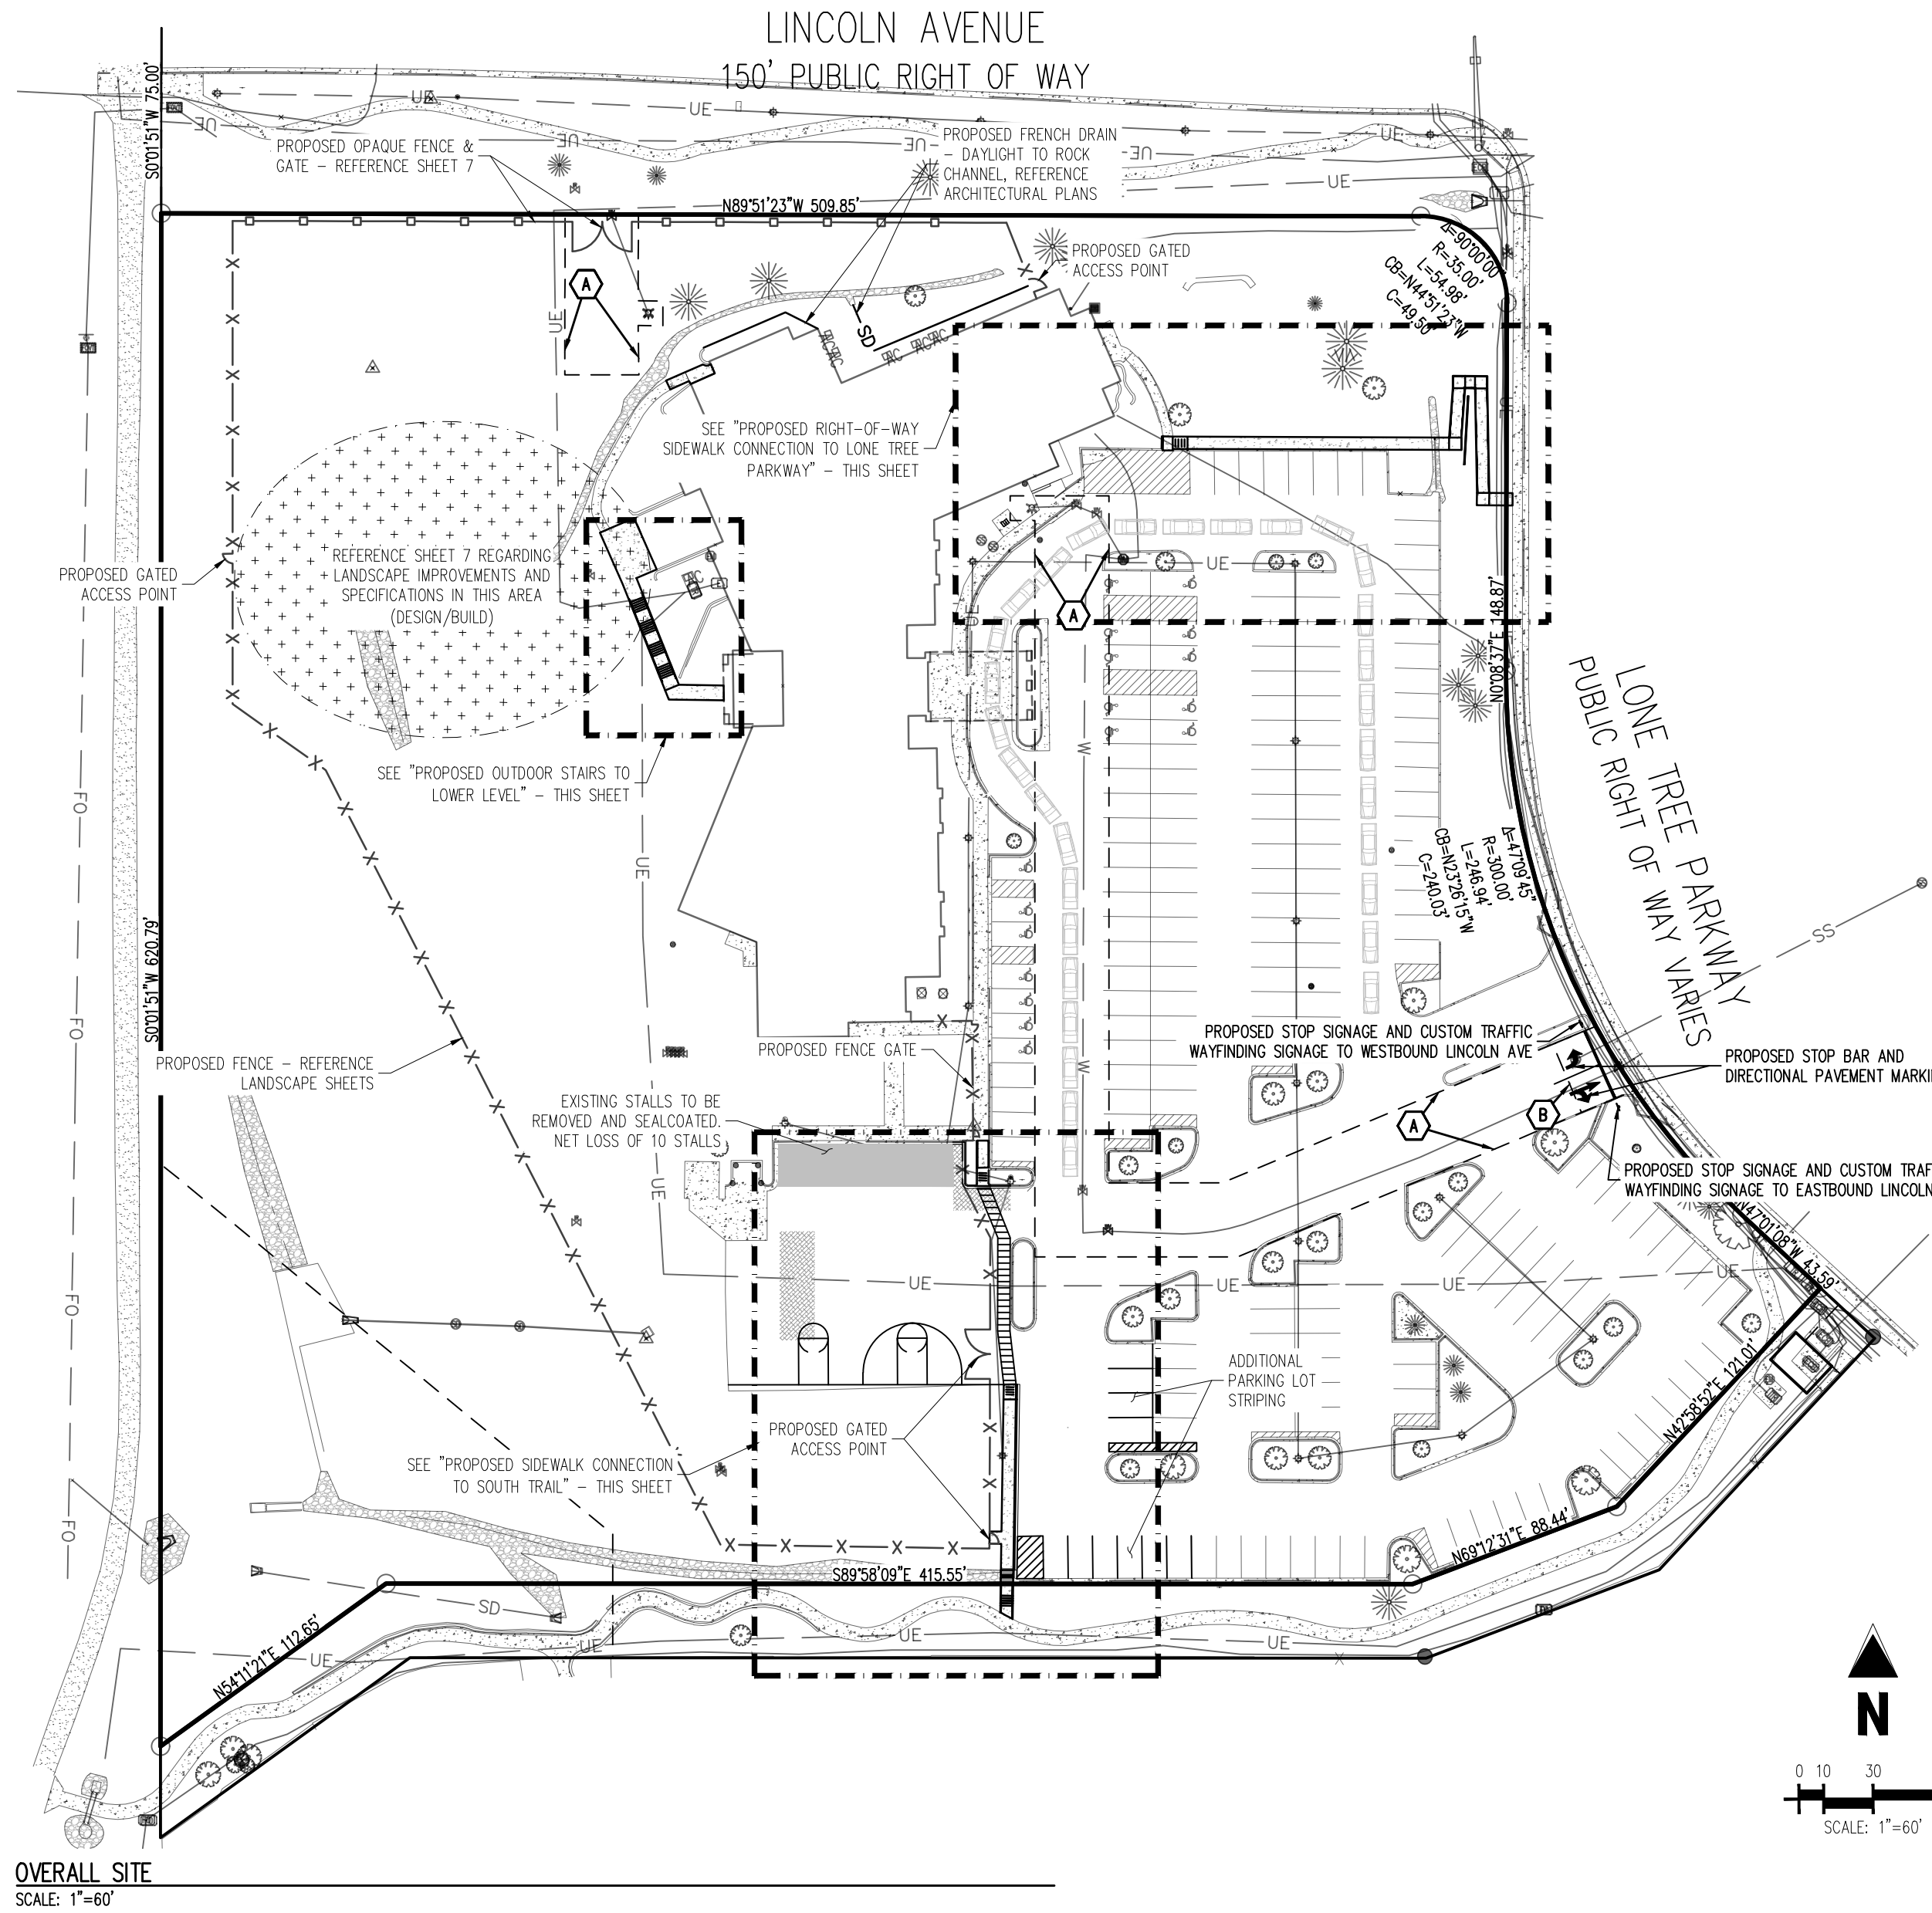 LINCOLN AVENUE
150' PUBLIC RIGHT OF WAY
S0°01'51"W 75.00'
UE
UE
UE
UE
UE
UE
UE
UE
PROPOSED OPAQUE FENCE &
GATE - REFERENCE SHEET 7
PROPOSED FRENCH DRAIN
- DAYLIGHT TO ROCK
CHANNEL, REFERENCE
ARCHITECTURAL PLANS
N89°51'23"W 509.85'
Δ=90°00'00"
R=35.00'
L=54.98'
CB=N44°51'23"W
C=49.50'
PROPOSED GATED
ACCESS POINT
A
UE
SD
SEE "PROPOSED RIGHT-OF-WAY
SIDEWALK CONNECTION TO LONE TREE
PARKWAY" - THIS SHEET
REFERENCE SHEET 7 REGARDING
LANDSCAPE IMPROVEMENTS AND
SPECIFICATIONS IN THIS AREA
(DESIGN/BUILD)
PROPOSED GATED
ACCESS POINT
UE
A
N0°08'37"E 148.87'
LONE TREE PARKWAY
PUBLIC RIGHT OF WAY VARIES
SEE "PROPOSED OUTDOOR STAIRS TO
LOWER LEVEL" - THIS SHEET
W
FO
UE
Δ=47°09'45"
R=300.00'
L=246.94'
CB=N23°26'15"W
C=240.03'
SS
S0°01'51"W 620.79'
FO
PROPOSED STOP SIGNAGE AND CUSTOM TRAFFIC
WAYFINDING SIGNAGE TO WESTBOUND LINCOLN AVE
PROPOSED FENCE GATE
PROPOSED FENCE - REFERENCE
LANDSCAPE SHEETS
PROPOSED STOP BAR AND
DIRECTIONAL PAVEMENT MARKI
W
EXISTING STALLS TO BE
REMOVED AND SEALCOATED.
NET LOSS OF 10 STALLS
A
B
PROPOSED STOP SIGNAGE AND CUSTOM TRAF
WAYFINDING SIGNAGE TO EASTBOUND LINCOLN
UE
N47°01'08"W 43.59'
UE
UE
UE
UE
FO
ADDITIONAL
PARKING LOT
STRIPING
PROPOSED GATED
ACCESS POINT
N42°58'52"E 121.01'
SEE "PROPOSED SIDEWALK CONNECTION
TO SOUTH TRAIL" - THIS SHEET
FO
N69°12'31"E 88.44'
S89°58'09"E 415.55'
SD
UE
UE
UE
UE
N54°11'21"E 112.65'
N
0 10 30
SCALE: 1"=60'
OVERALL SITE
SCALE: 1"=60'